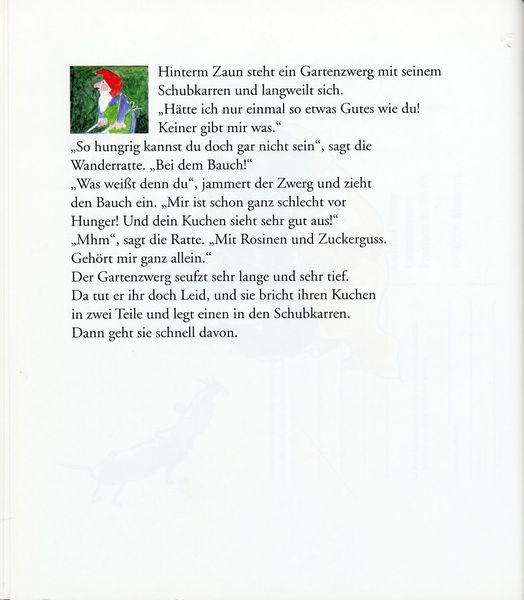 Hinterm Zaun steht ein Gartenzwerg mit seinem
Schubkarren und langweilt sich.
„Hätte ich nur einmal so etwas Gutes wie du!
Keiner gibt mir was.“
„So hungrig kannst du doch gar nicht sein“, sagt die
Wanderratte. „Bei dem Bauch!“
„Was weißt denn du“, jammert der Zwerg und zieht
den Bauch ein. „Mir ist schon ganz schlecht vor
Hunger! Und dein Kuchen sieht sehr gut aus!“
„Mhm“, sagt die Ratte. „Mit Rosinen und Zuckerguss.
Gehört mir ganz allein.“
Der Gartenzwerg seufzt sehr lange und sehr tief.
Da tut er ihr doch Leid, und sie bricht ihren Kuchen
in zwei Teile und legt einen in den Schubkarren.
Dann geht sie schnell davon.